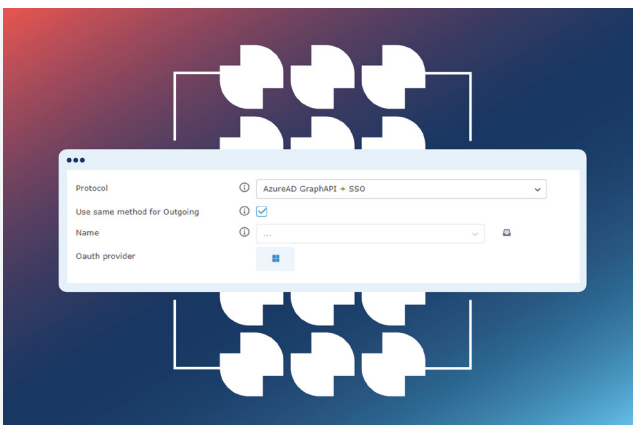 Protocol
AzureAD GraphAPI + SSO
Use same method for Outgoing
Name
...
Oauth provider